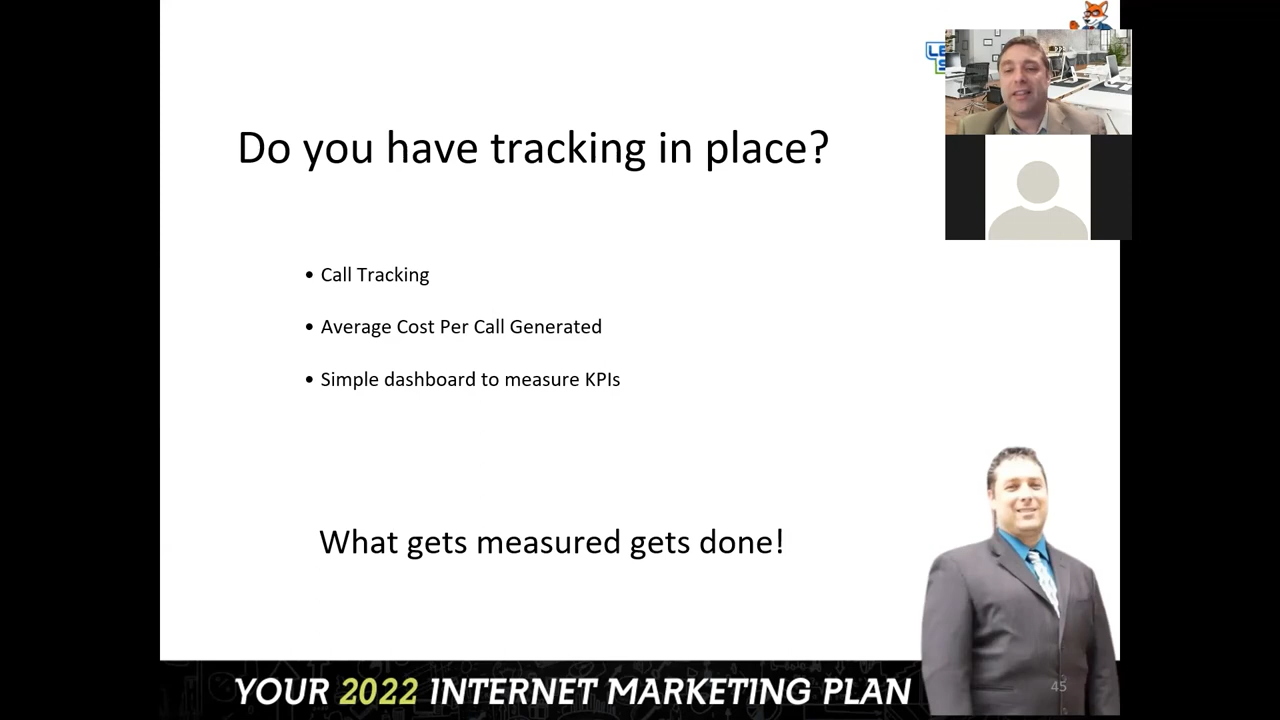 Do you have tracking in place?
• Call Tracking
• Average Cost Per Call Generated
• Simple dashboard to measure KPIs
What gets measured gets done!
YOUR 2022 INTERNET MARKETING PLAN
45